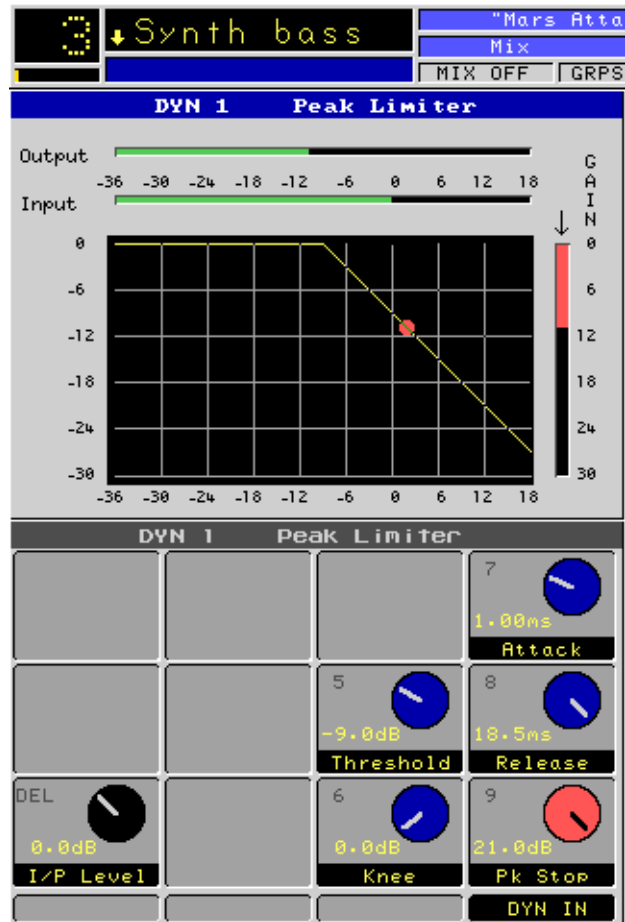 3 Synth bass "Mars Atta
Mix
MIX OFF GRPS
DYN 1 Peak Limiter
Output
-36 -30 -24 -18 -12 -6 0 6 12 18
Input
GAIN
0 0
-6 6
-12 12
-18 18
-24 24
-30 30
-36 -30 -24 -18 -12 -6 0 6 12 18
DYN 1 Peak Limiter
7
1.00ms
Attack
5 8
-9.0dB 18.5ms
Threshold Release
DEL 6 9
0.0dB 0.0dB 21.0dB
I/P Level Knee Pk Stop
DYN IN